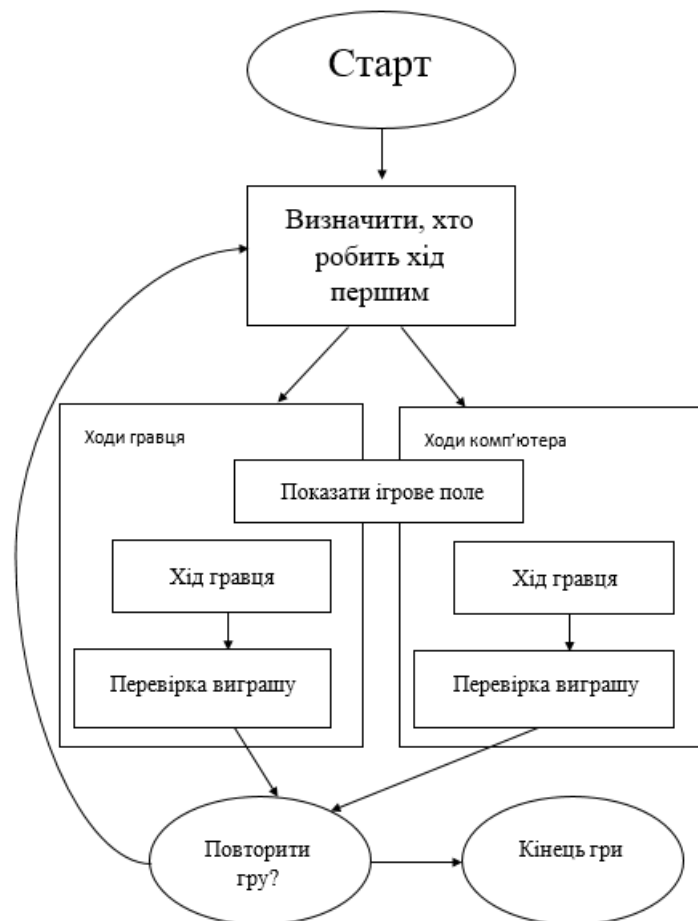 Старт
Визначити, хто
робить хід
першим
Ходи гравця
Ходи комп’ютера
Показати ігрове поле
Хід гравця
Хід гравця
Перевірка виграшу
Перевірка виграшу
Повторити
гру?
Кінець гри